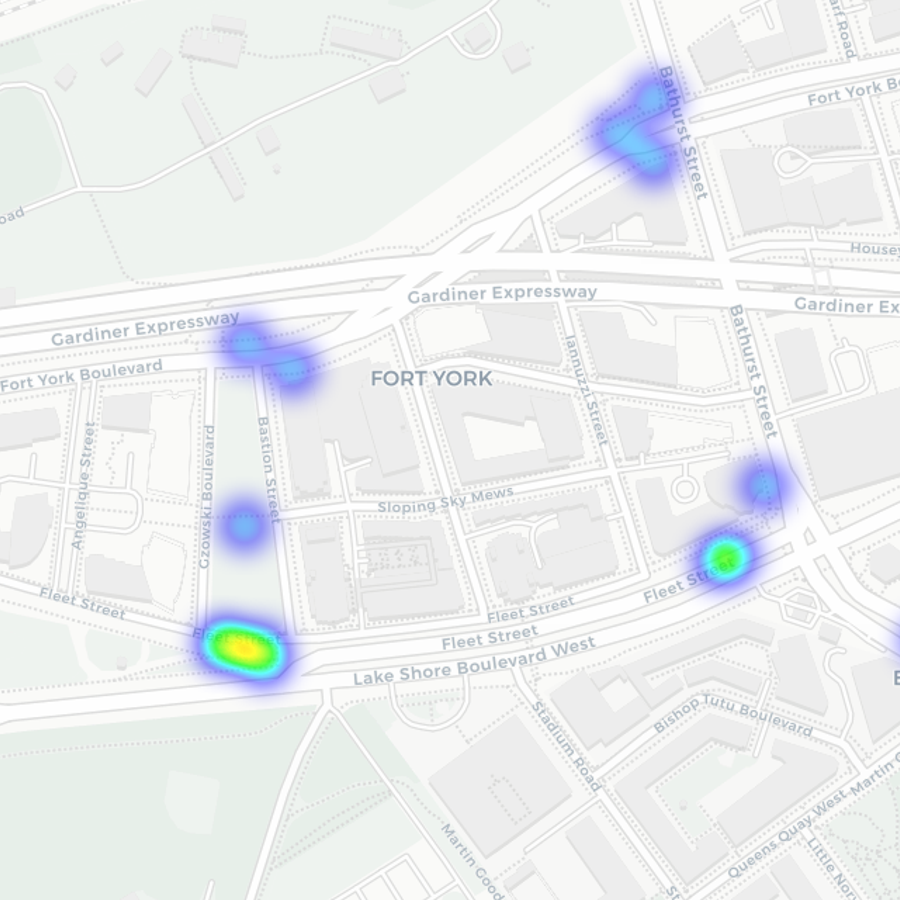 arf Road
Bathurst Street
Fort York Bo
oad
Housey
Gardiner Expressway
Gardiner Expressway
Gardiner Ex
Bathurst Street
Fort York Boulevard
FORT YORK
Iannuzzi Street
Angelique Street
Gzowski Boulevard
Bastion Street
Sloping Sky Mews
Fleet Street
Fleet Street
Fleet Street
Fleet Street
Fleet Street
Lake Shore Boulevard West
Stadium Road
Bishop Tutu Boulevard
Martin G
Queens Quay West
Martin Good
Little Nor